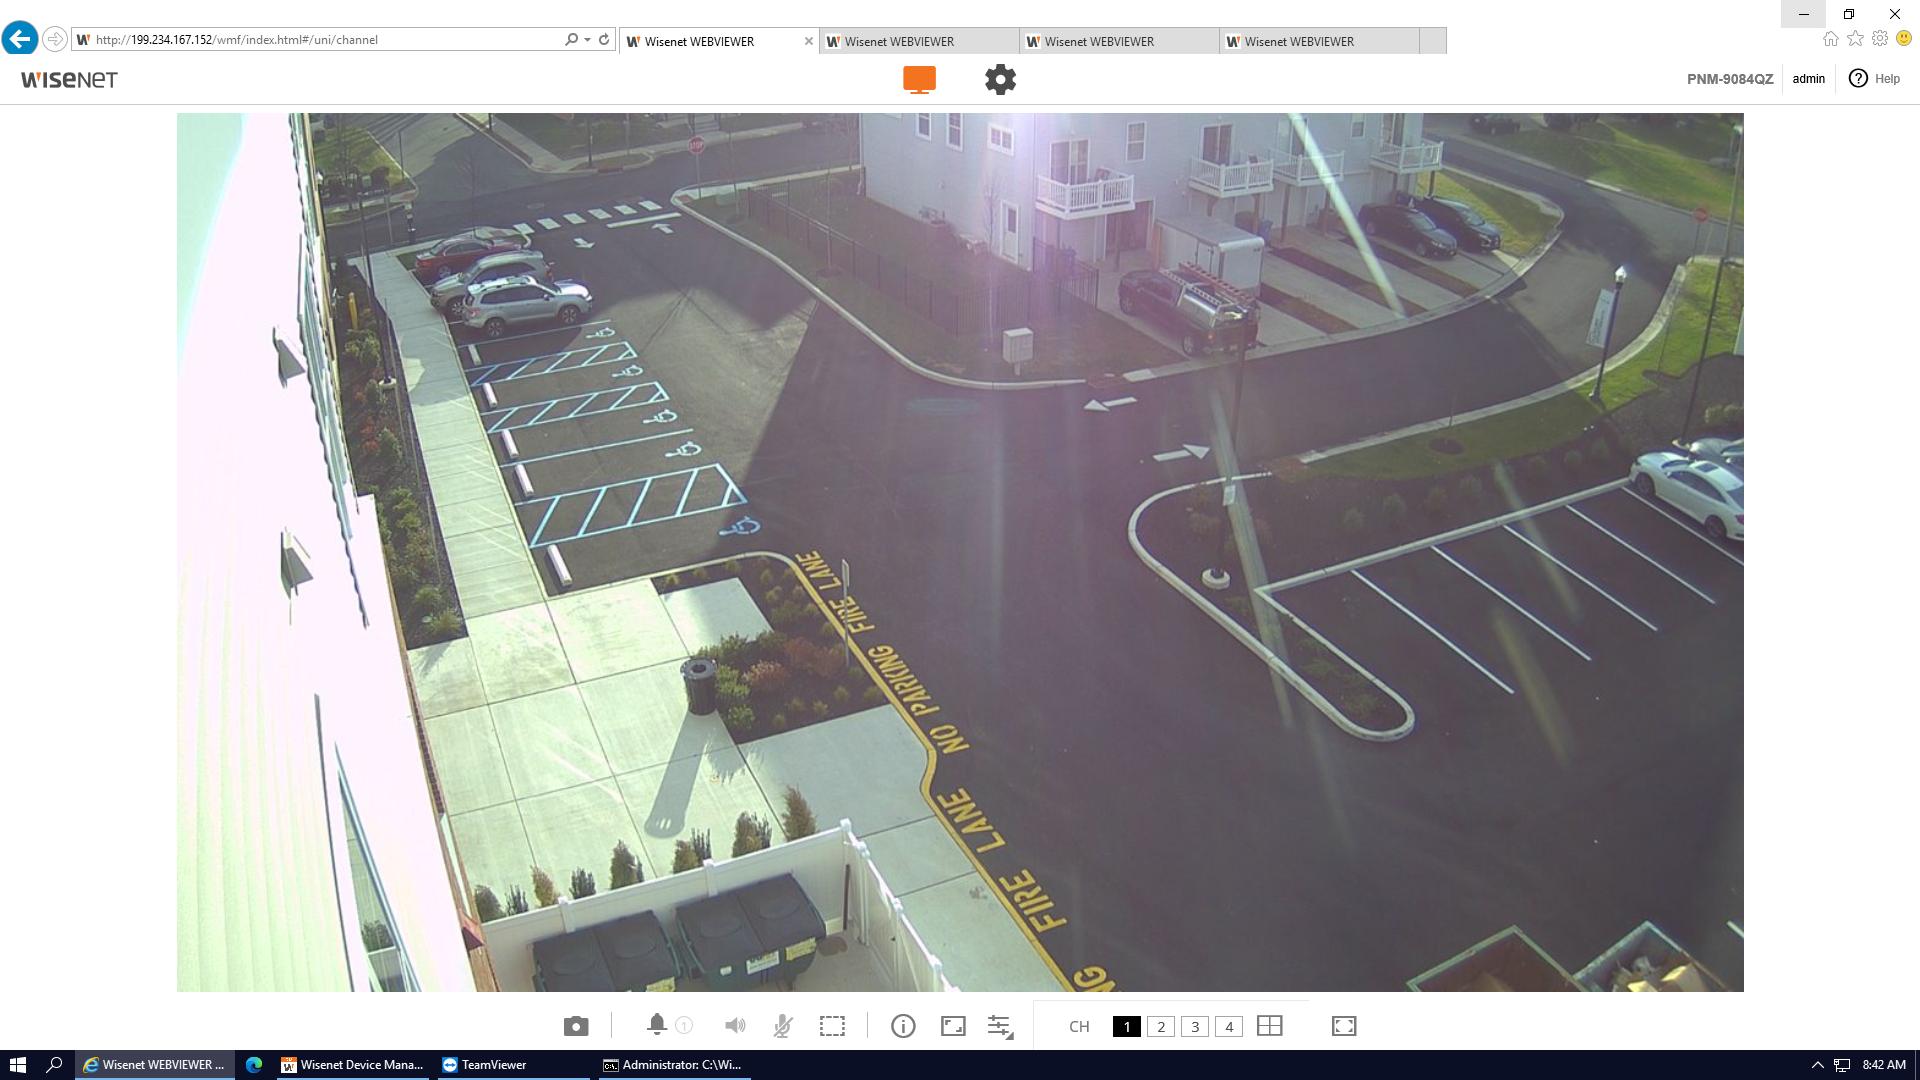 http://199.234.167.152/wmf/index.html#/uni/channel
Wisenet WEBVIEWER
Wisenet WEBVIEWER
Wisenet WEBVIEWER
Wisenet WEBVIEWER
WISENET
PNM-9084QZ
admin
? Help
STOP
FIRE LANE
NO PARKING
FIRE LANE
NG
1
CH 1 2 3 4
Wisenet WEBVIEWER ...
Wisenet Device Mana...
TeamViewer
Administrator: C:\Wi...
8:42 AM